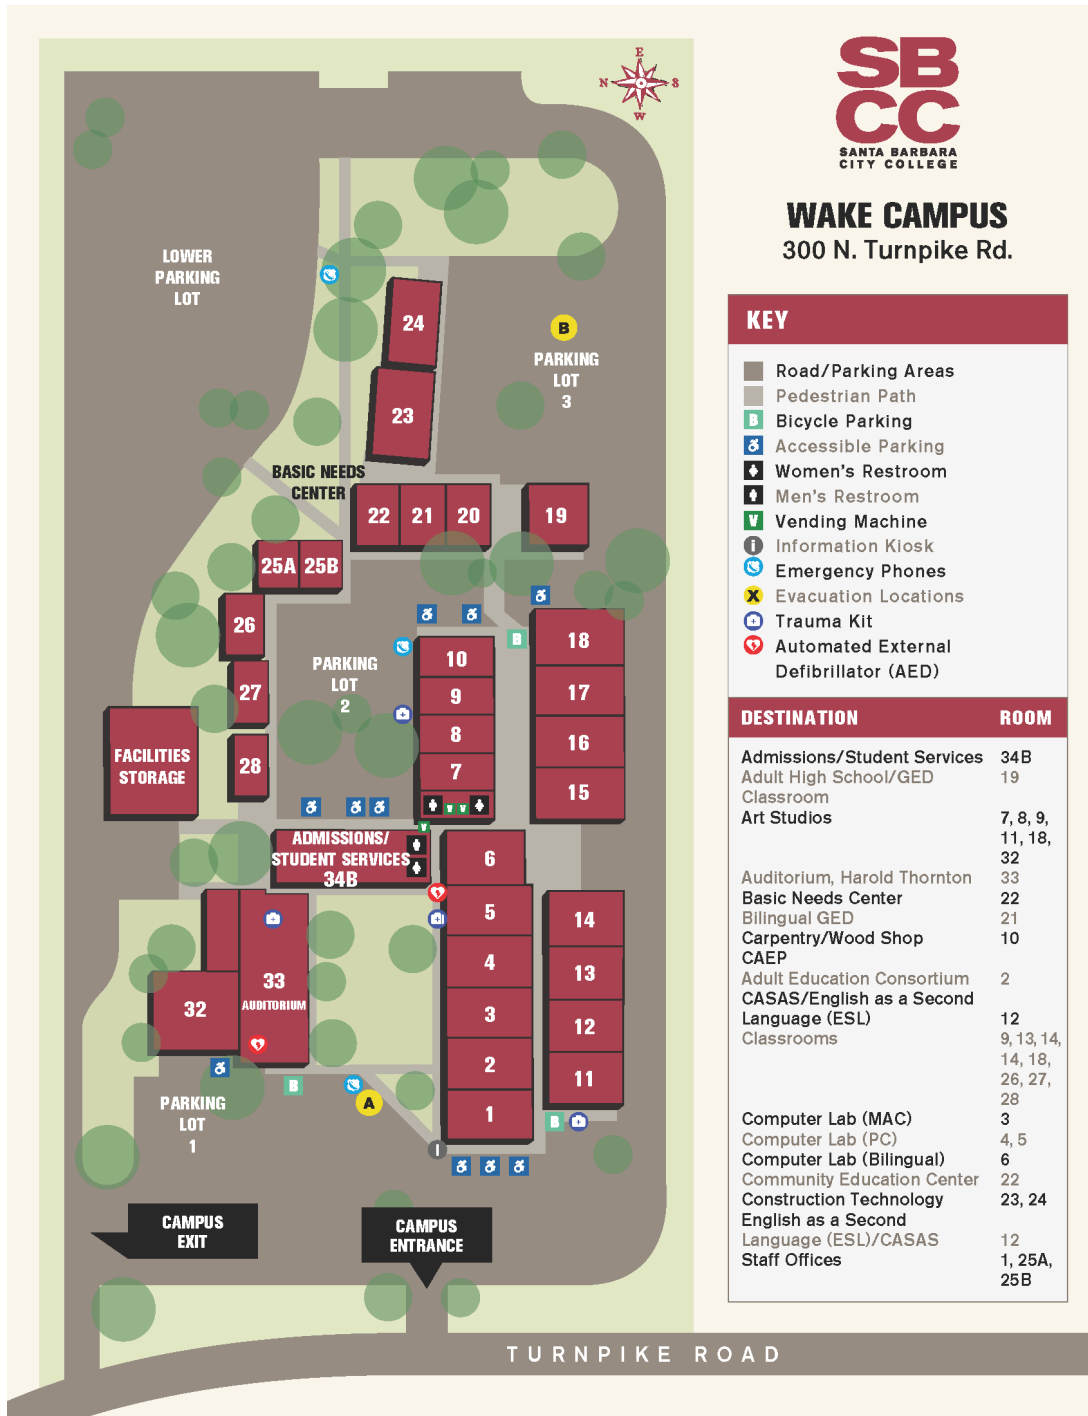 E
N
S
W
SB
CC
SANTA BARBARA
CITY COLLEGE
WAKE CAMPUS
300 N. Turnpike Rd.
LOWER
PARKING
LOT
24
B
PARKING
LOT
3
23
BASIC NEEDS
CENTER
22
21
20
19
25A
25B
26
B
18
10
PARKING
LOT
2
9
17
27
8
16
FACILITIES
STORAGE
28
7
15
V V
V
ADMISSIONS/
STUDENT SERVICES
34B
6
5
14
4
33
AUDITORIUM
13
32
3
12
2
11
B
A
1
B
PARKING
LOT
1
i
CAMPUS
EXIT
CAMPUS
ENTRANCE
TURNPIKE ROAD
KEY
Road/Parking Areas
Pedestrian Path
B Bicycle Parking
Accessible Parking
Women's Restroom
Men's Restroom
V Vending Machine
i Information Kiosk
Emergency Phones
X Evacuation Locations
Trauma Kit
Automated External
Defibrillator (AED)
DESTINATION ROOM
Admissions/Student Services 34B
Adult High School/GED 19
Classroom
Art Studios 7, 8, 9,
11, 18,
32
Auditorium, Harold Thornton 33
Basic Needs Center 22
Bilingual GED 21
Carpentry/Wood Shop 10
CAEP
Adult Education Consortium 2
CASAS/English as a Second
Language (ESL) 12
Classrooms 9, 13, 14,
14, 18,
26, 27,
28
Computer Lab (MAC) 3
Computer Lab (PC) 4, 5
Computer Lab (Bilingual) 6
Community Education Center 22
Construction Technology 23, 24
English as a Second
Language (ESL)/CASAS 12
Staff Offices 1, 25A,
25B